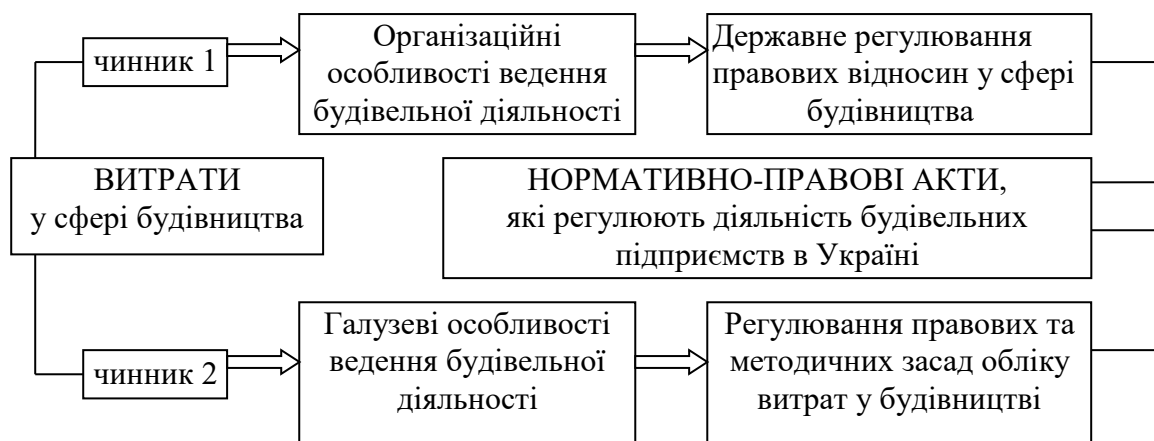 чинник 1
Організаційні
особливості ведення
будівельної діяльності
Державне регулювання
правових відносин у сфері
будівництва
ВИТРАТИ
у сфері будівництва
НОРМАТИВНО-ПРАВОВІ АКТИ,
які регулюють діяльність будівельних
підприємств в Україні
чинник 2
Галузеві особливості
ведення будівельної
діяльності
Регулювання правових та
методичних засад обліку
витрат у будівництві